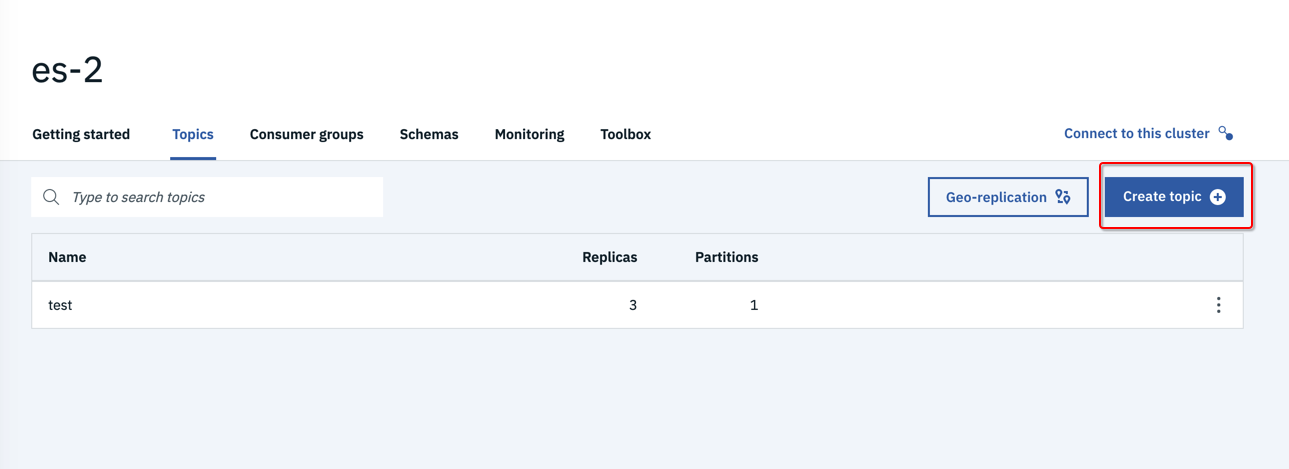 es-2
Getting started Topics Consumer groups Schemas Monitoring Toolbox Connect to this cluster
Type to search topics Geo-replication Create topic
Name Replicas Partitions
test 3 1